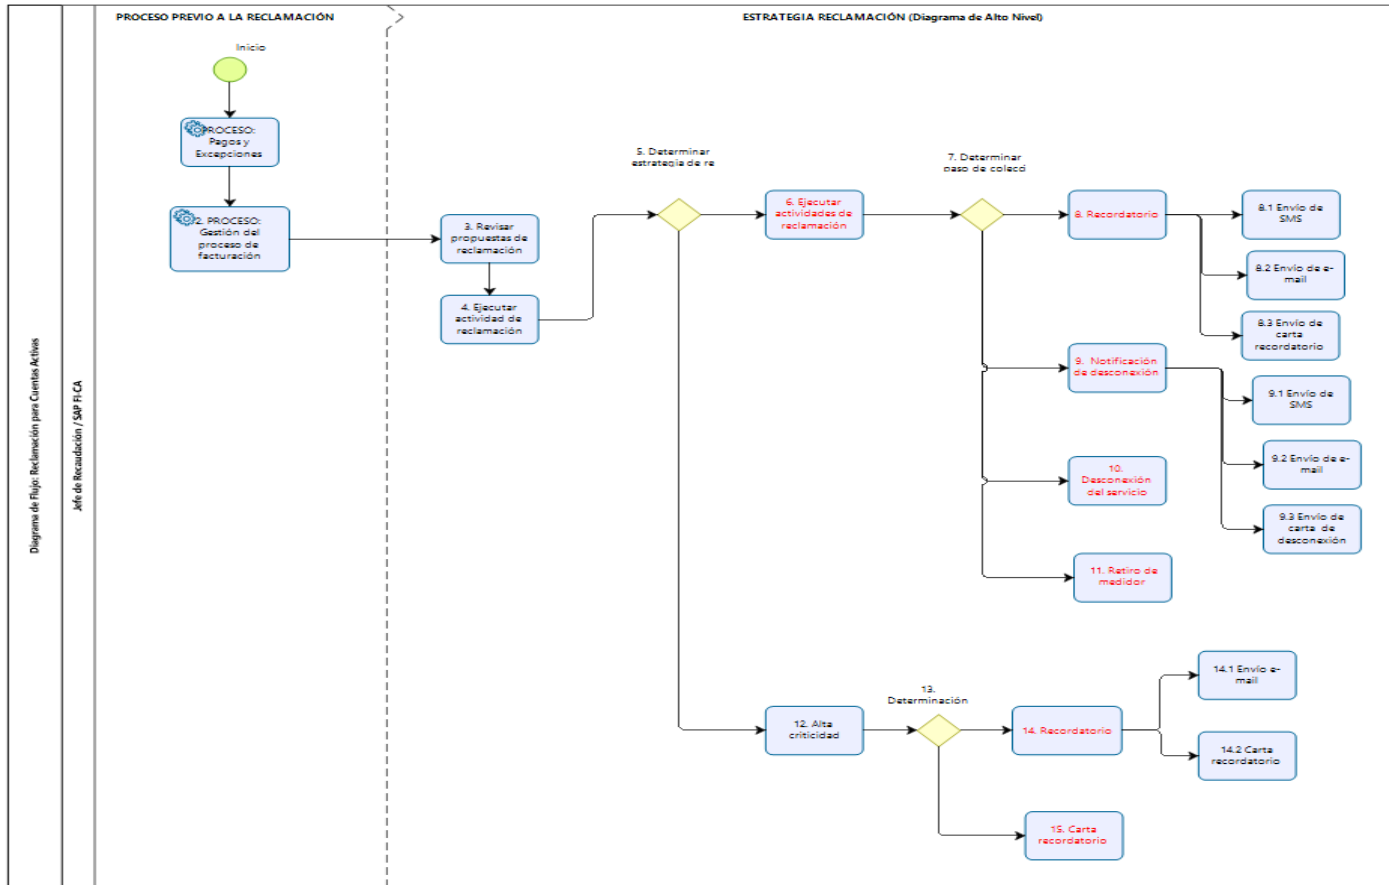 PROCESO PREVIO A LA RECLAMACIÓN
ESTRATEGIA RECLAMACIÓN (Diagrama de Alto Nivel)
Diagrama de Flujo: Reclamación para Cuentas Activas
Jefe de Recaudación / SAP FI-CA
Inicio
PROCESO:
Pagos y
Excepciones
2. PROCESO:
Gestión del
proceso de
facturación
3. Revisar
propuestas de
reclamación
4. Ejecutar
actividad de
reclamación
5. Determinar
estrategia de re
6. Ejecutar
actividades de
reclamación
7. Determinar
paso de colecci
8. Recordatorio
8.1 Envío de
SMS
8.2 Envío de e-
mail
8.3 Envío de
carta
recordatorio
9. Notificación
de desconexión
9.1 Envío de
SMS
9.2 Envío de e-
mail
9.3 Envío de
carta de
desconexión
10.
Desconexión
del servicio
11. Retiro de
medidor
12. Alta
criticidad
13.
Determinación
14. Recordatorio
14.1 Envío e-
mail
14.2 Carta
recordatorio
15. Carta
recordatorio